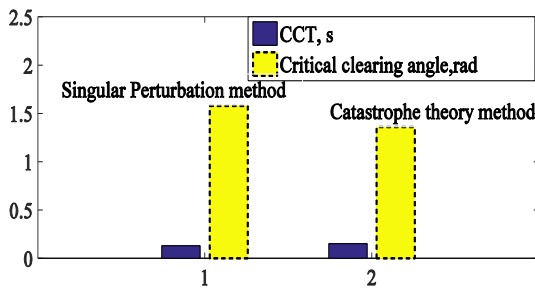 2.5
CCT, s
2
Critical clearing angle,rad
Singular Perturbation method
1.5
Catastrophe theory method
1
0.5
0
1
2